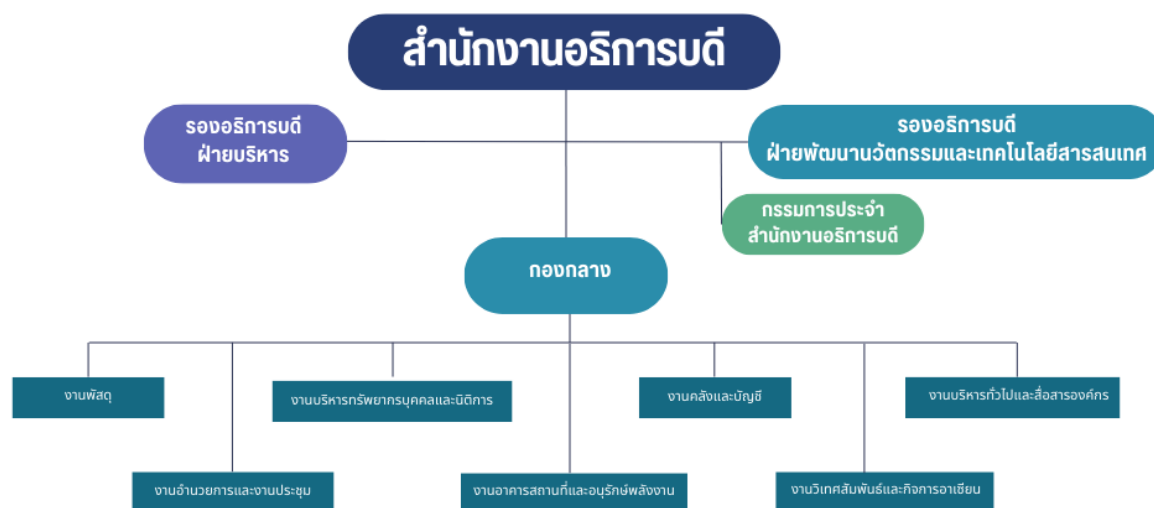 สำนักงานอธิการบดี
รองอธิการบดี
ฝ่ายบริหาร
รองอธิการบดี
ฝ่ายพัฒนานวัตกรรมและเทคโนโลยีสารสนเทศ
กรรมการประจำ
สำนักงานอธิการบดี
กองกลาง
งานพัสดุ
งานบริหารทรัพยากรบุคคลและนิติการ
งานคลังและบัญชี
งานบริหารทั่วไปและสื่อสารองค์กร
งานอำนวยการและงานประชุม
งานอาคารสถานที่และอนุรักษ์พลังงาน
งานวิเทศสัมพันธ์และกิจการอาเซียน